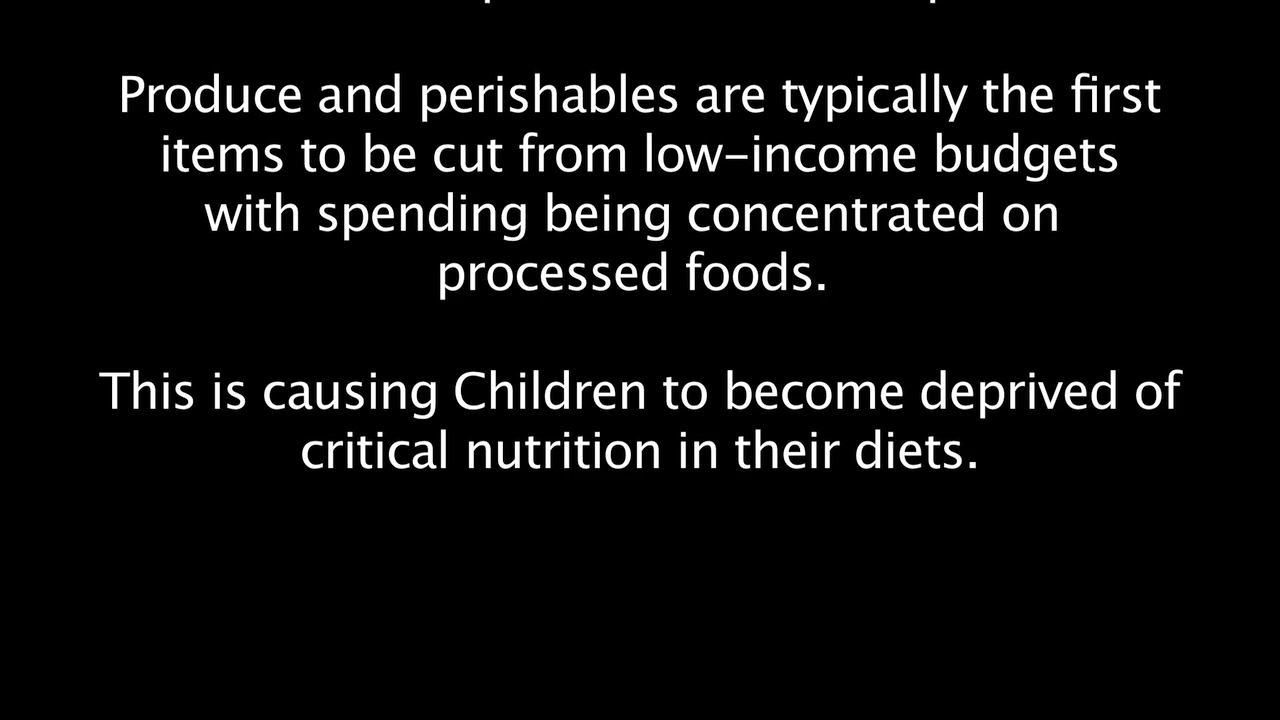 Produce and perishables are typically the first
items to be cut from low-income budgets
with spending being concentrated on
processed foods.
This is causing Children to become deprived of
critical nutrition in their diets.